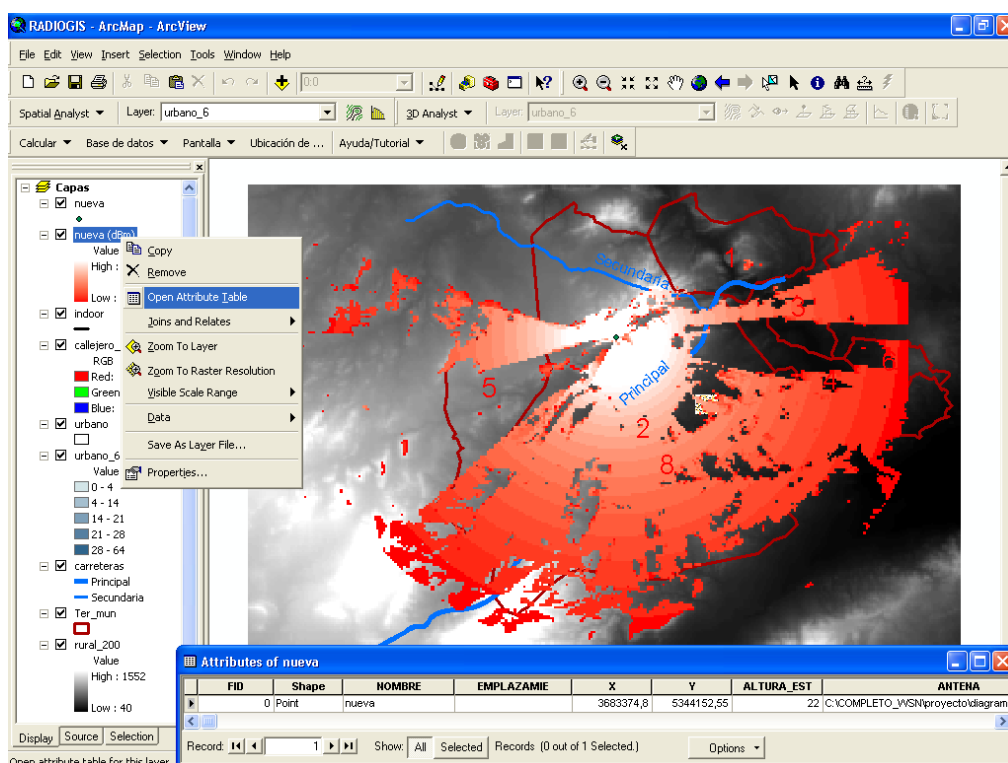 RADIOGIS - ArcMap - ArcView
File Edit View Insert Selection Tools Window Help
0:0
Spatial Analyst Layer: urbano_6 3D Analyst Layer: urbano_6
Calcular Base de datos Pantalla Ubicación de ... Ayuda/Tutorial
Capas
nueva
nueva (dBm)
Value
High :
Low :
indoor
callejero_
RGB
Red:
Green
Blue:
urbano
urbano_6
Value
0 - 4
4 - 14
14 - 21
21 - 28
28 - 64
carreteras
Principal
Secundaria
Ter_mun
rural_200
Value
High : 1552
Low : 40
Display Source Selection
Open attribute table for this layer
Copy
Remove
Open Attribute Table
Joins and Relates
Zoom To Layer
Zoom To Raster Resolution
Visible Scale Range
Data
Save As Layer File...
Properties...
Secundaria
1
3
6
4
5
Principal
2
1
8
Attributes of nueva
FID Shape NOMBRE EMPLAZAMIE X Y ALTURA_EST ANTENA
0 Point nueva 3683374,8 5344152,55 22 C:\COMPLETO_WSN\proyecto\diagram
Record: 1 Show: All Selected Records (0 out of 1 Selected.) Options